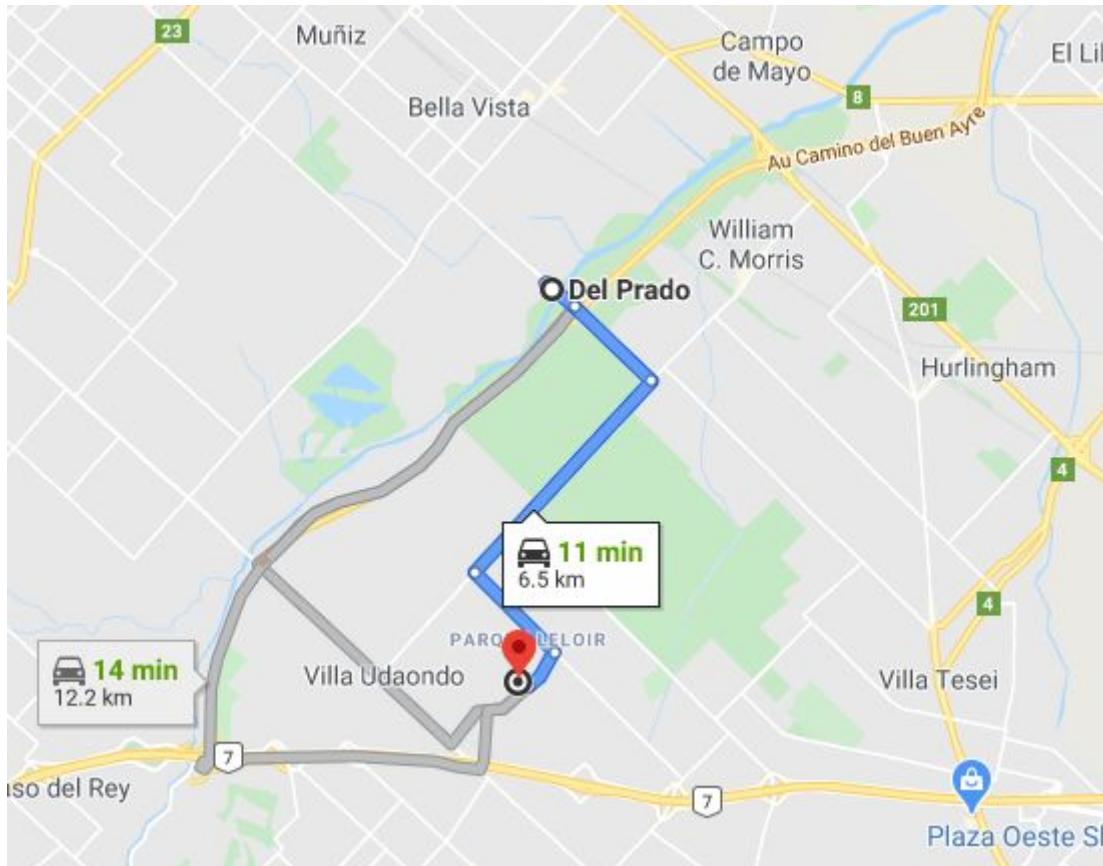 23
Muñiz
Campo
de Mayo
El Lil
Bella Vista
8
Au Camino del Buen Ayre
William
C. Morris
Del Prado
201
Hurlingham
4
11 min
6.5 km
4
PARQ LELOIR
14 min
12.2 km
Villa Udaondo
Villa Tesei
7
aso del Rey
7
Plaza Oeste S